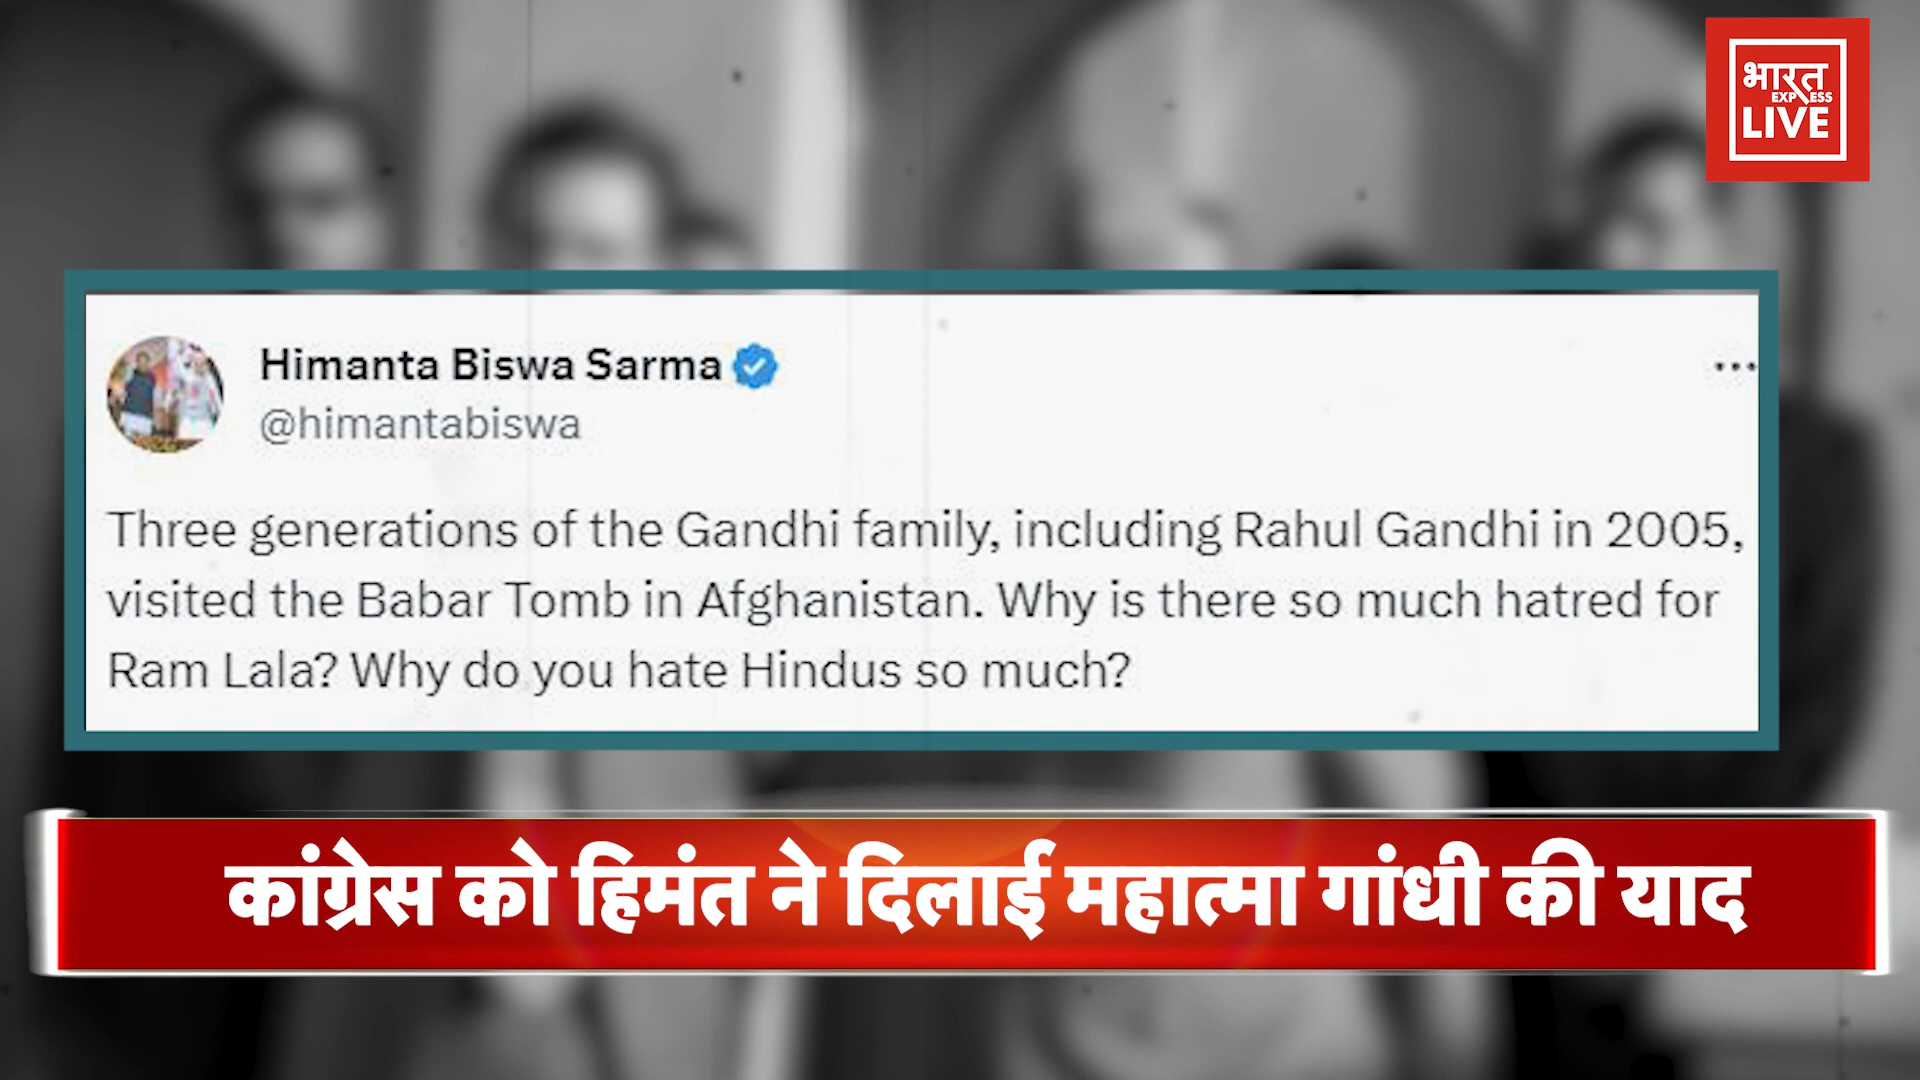 भारत
EXPRESS
LIVE
Himanta Biswa Sarma
@himantabiswa
Three generations of the Gandhi family, including Rahul Gandhi in 2005,
visited the Babar Tomb in Afghanistan. Why is there so much hatred for
Ram Lala? Why do you hate Hindus so much?
कांग्रेस को हिमंत ने दिलाई महात्मा गांधी की याद